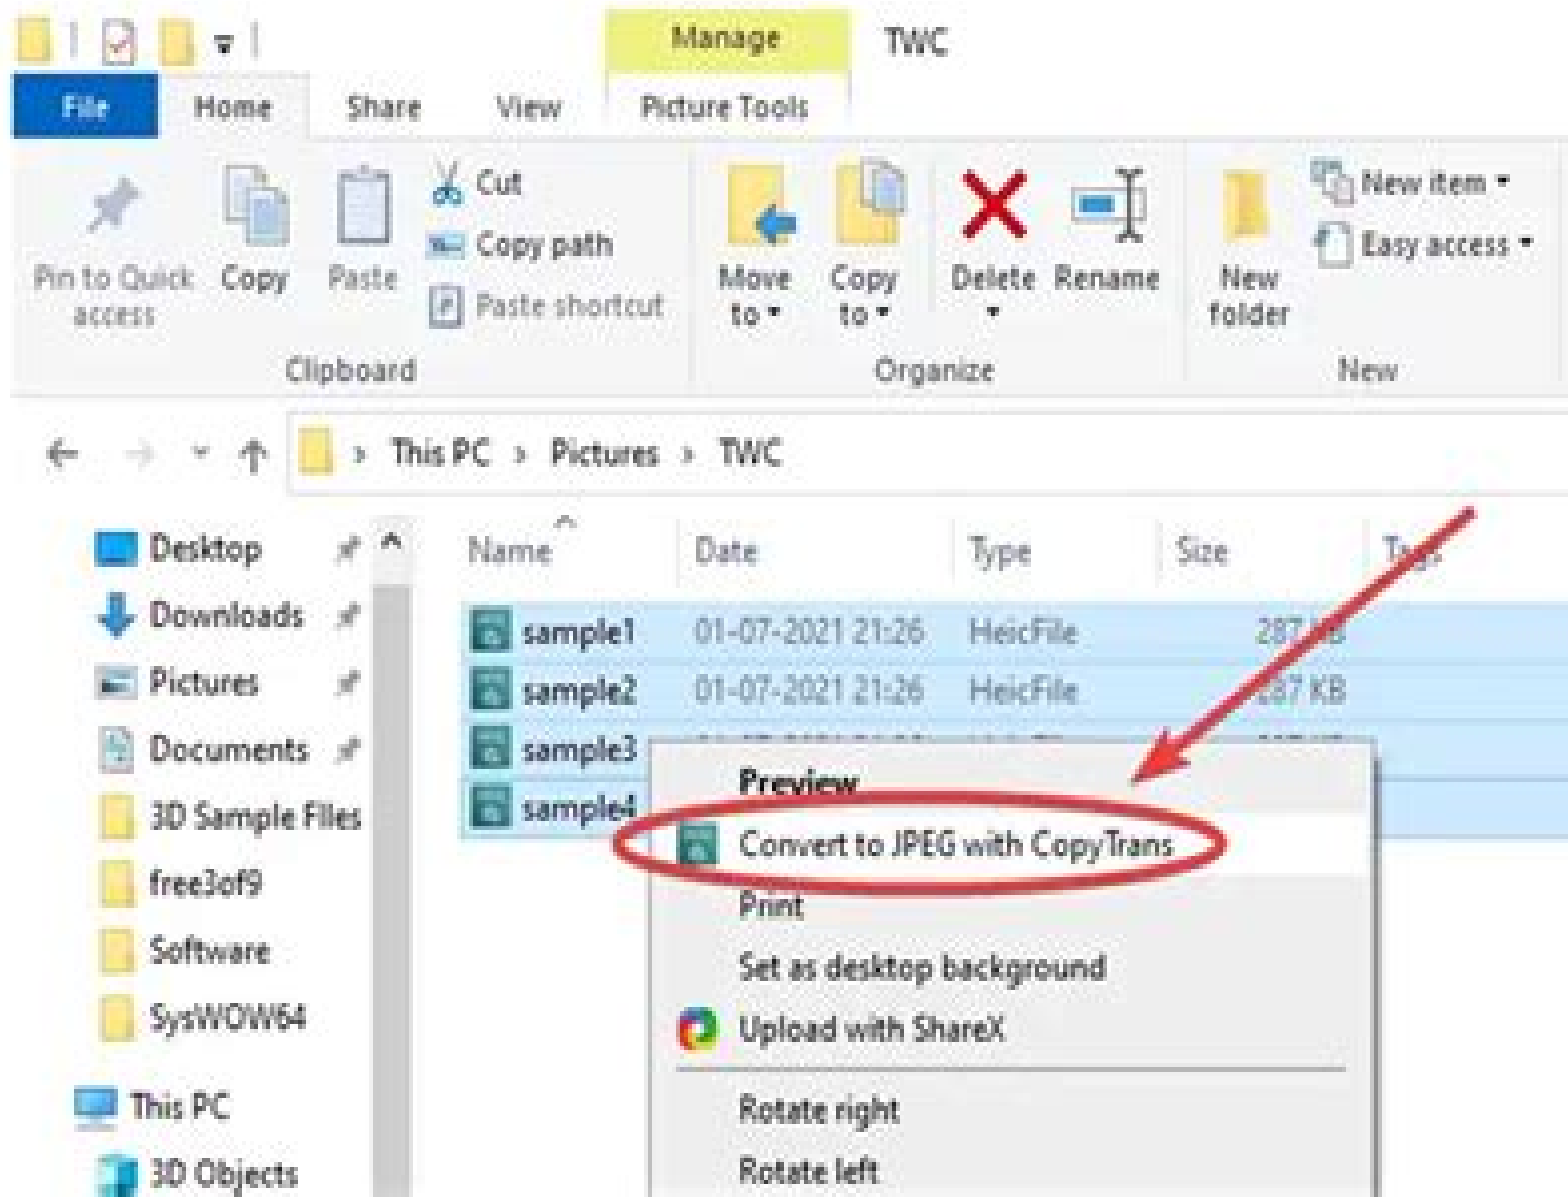 Manage TWC
File Home Share View Picture Tools
Pin to Quick access
Copy
Paste
Cut
Copy path
Paste shortcut
Move to
Copy to
Delete
Rename
New folder
New item
Easy access
Clipboard Organize New
This PC > Pictures > TWC
Desktop
Downloads
Pictures
Documents
3D Sample FIles
free3of9
Software
SysWOW64
This PC
3D Objects
Name Date Type Size Tags
sample1 01-07-2021 21:26 HeicFile 287
sample2 01-07-2021 21:26 HeicFile 287 KB
sample3
sample4
Preview
Convert to JPEG with CopyTrans
Print
Set as desktop background
Upload with ShareX
Rotate right
Rotate left